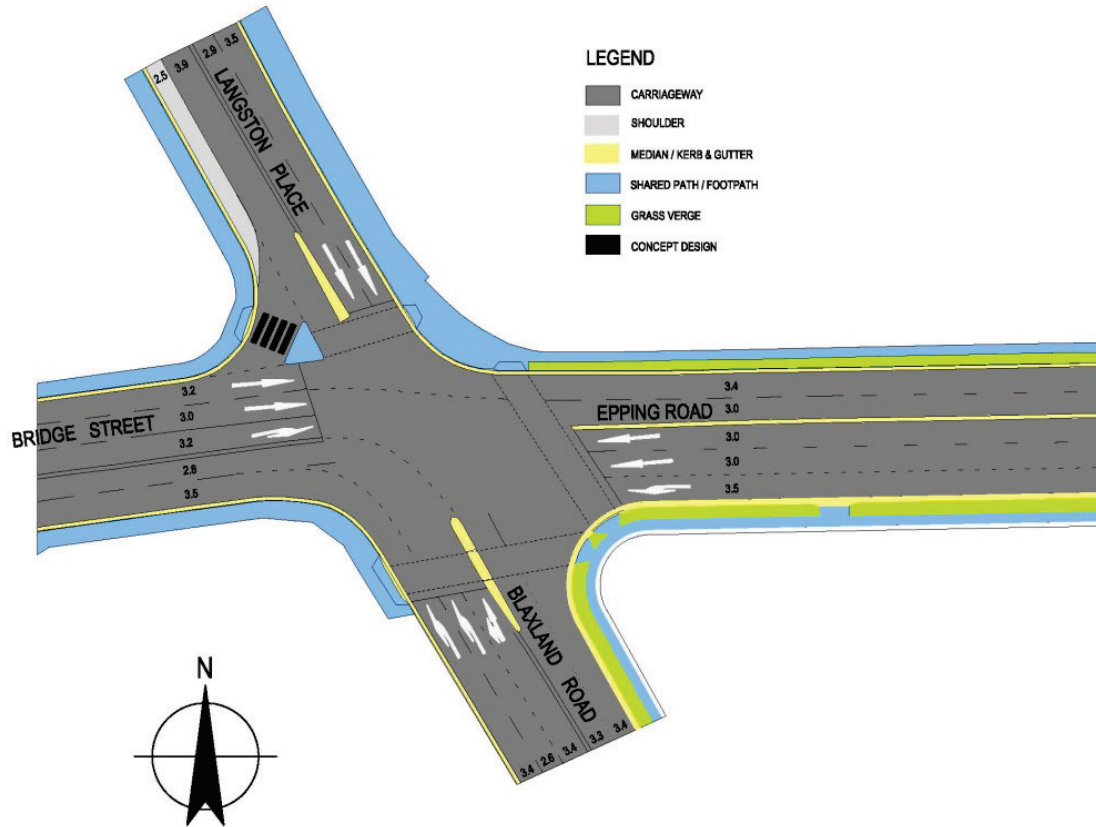 2.5 3.9 2.9 3.5
LANGSTON PLACE
LEGEND
CARRIAGEWAY
SHOULDER
MEDIAN / KERB & GUTTER
SHARED PATH / FOOTPATH
GRASS VERGE
CONCEPT DESIGN
BRIDGE STREET
3.2
3.0
3.2
2.8
3.5
EPPING ROAD
3.4
3.0
3.0
3.0
3.5
BLAXLAND ROAD
3.4 2.6 3.4 3.3 3.4
N